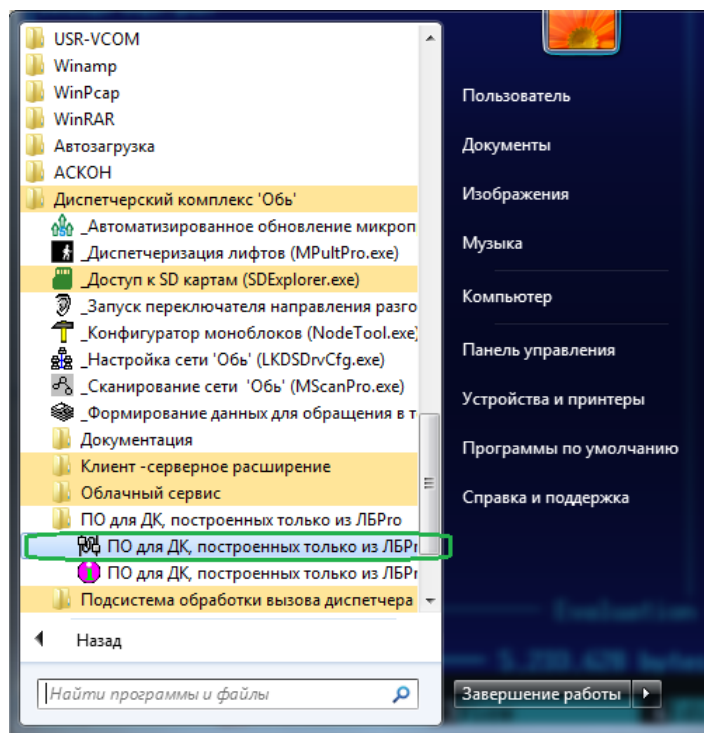 USR-VCOM
Winamp
WinPcap
WinRAR
Автозагрузка
АСКОН
Диспетчерский комплекс 'Обь'
_Автоматизированное обновление микроп
_Диспетчеризация лифтов (MPultPro.exe)
_Доступ к SD картам (SDExplorer.exe)
_Запуск переключателя направления разго
_Конфигуратор моноблоков (NodeTool.exe)
_Настройка сети 'Обь' (LKDSDrvCfg.exe)
_Сканирование сети 'Обь' (MScanPro.exe)
_Формирование данных для обращения в т
Документация
Клиент -серверное расширение
Облачный сервис
ПО для ДК, построенных только из ЛБPro
ПО для ДК, построенных только из ЛБPr
ПО для ДК, построенных только из ЛБPr
Подсистема обработки вызова диспетчера
Назад
Найти программы и файлы
Пользователь
Документы
Изображения
Музыка
Компьютер
Панель управления
Устройства и принтеры
Программы по умолчанию
Справка и поддержка
Завершение работы